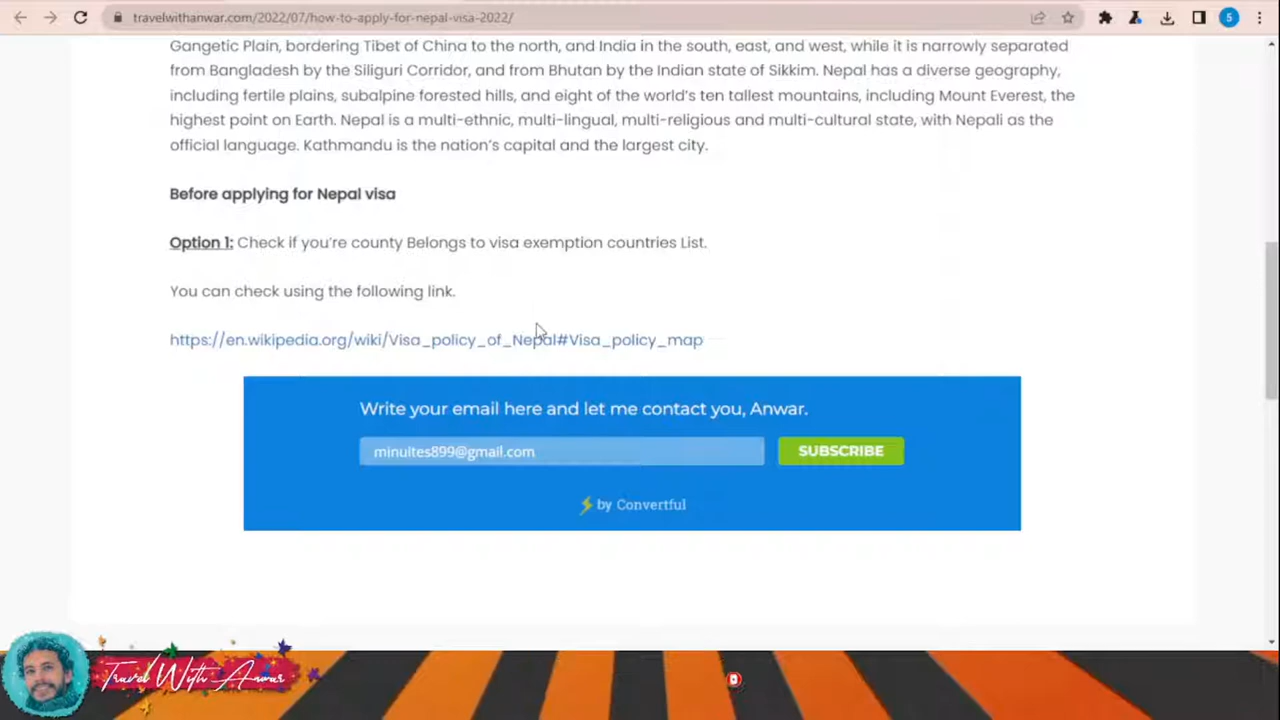 travelwithanwar.com/2022/07/how-to-apply-for-nepal-visa-2022/
5
Gangetic Plain, bordering Tibet of China to the north, and India in the south, east, and west, while it is narrowly separated
from Bangladesh by the Siliguri Corridor, and from Bhutan by the Indian state of Sikkim. Nepal has a diverse geography,
including fertile plains, subalpine forested hills, and eight of the world's ten tallest mountains, including Mount Everest, the
highest point on Earth. Nepal is a multi-ethnic, multi-lingual, multi-religious and multi-cultural state, with Nepali as the
official language. Kathmandu is the nation's capital and the largest city.
Before applying for Nepal visa
Option 1: Check if you're county Belongs to visa exemption countries List.
You can check using the following link.
https://en.wikipedia.org/wiki/Visa_policy_of_Nepal#Visa_policy_map
Write your email here and let me contact you, Anwar.
minuites899@gmail.com
SUBSCRIBE
by Convertful
Travel With Anwar